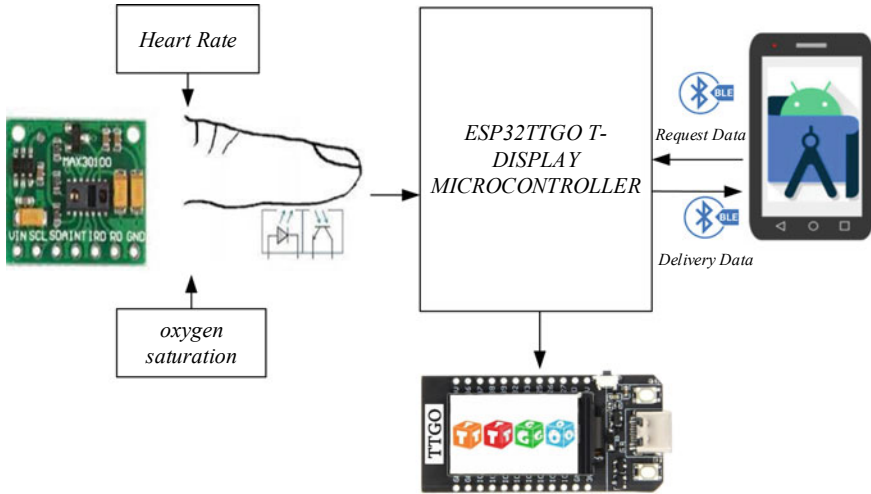 Heart Rate
MAX30100
VIN SCL SDA INT IRD RD GND
oxygen
saturation
ESP32TTGO T-
DISPLAY
MICROCONTROLLER
BLE
Request Data
BLE
Delivery Data
TTGO
T T G O